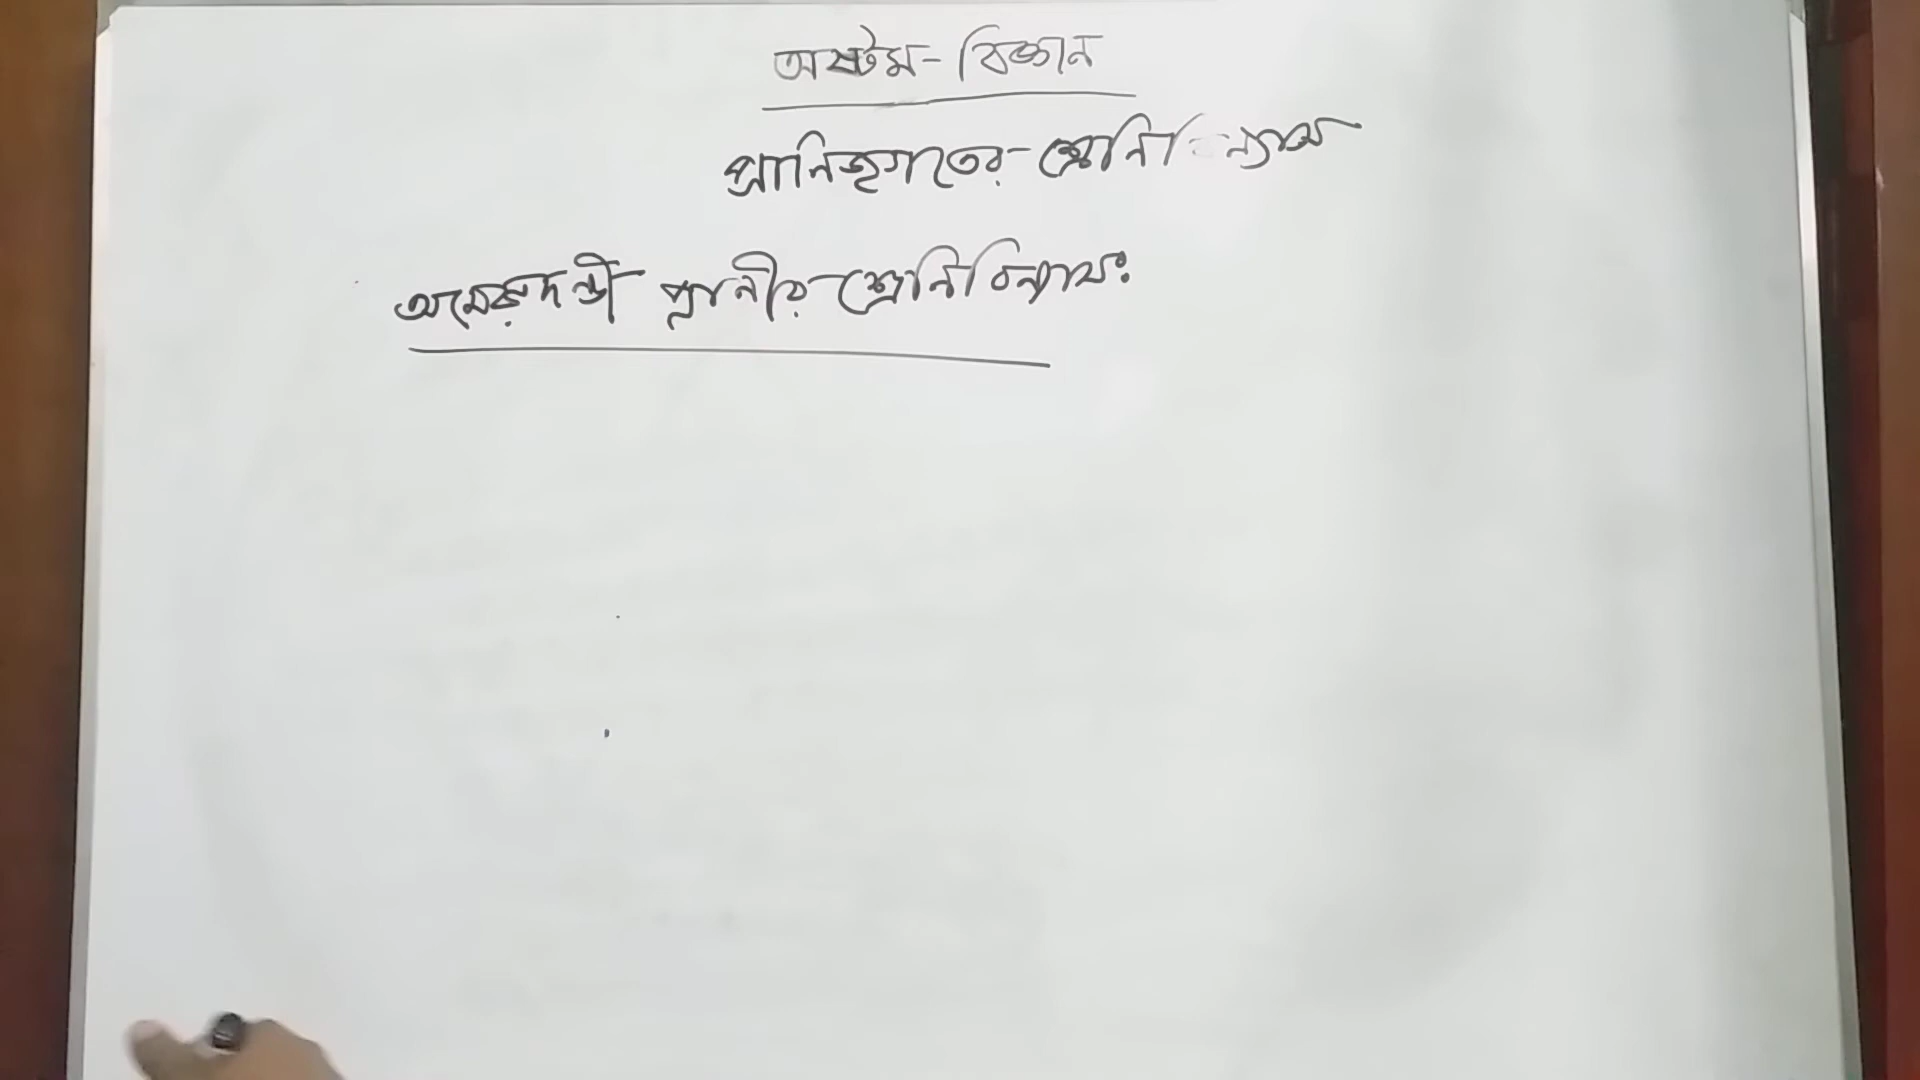 অষ্টম - বিজ্ঞান
প্রানিজগতের শ্রেনিবিন্যাস
অমেরুদন্ডী প্রানীর শ্রেনিবিন্যাসঃ